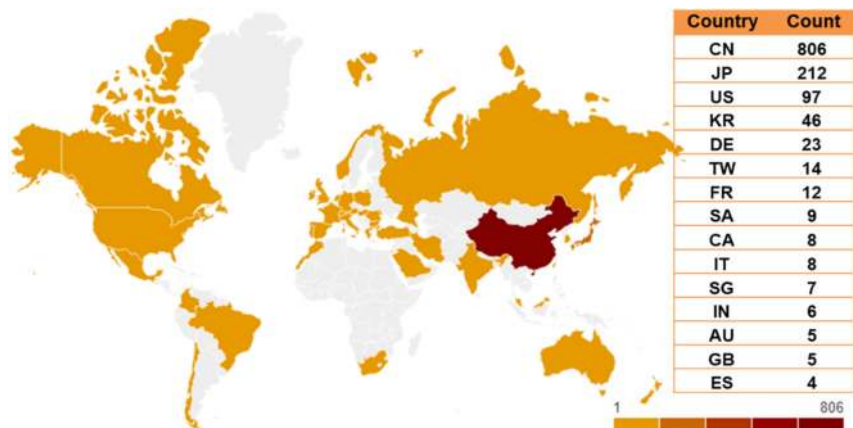 Country Count
CN 806
JP 212
US 97
KR 46
DE 23
TW 14
FR 12
SA 9
CA 8
IT 8
SG 7
IN 6
AU 5
GB 5
ES 4
1 806